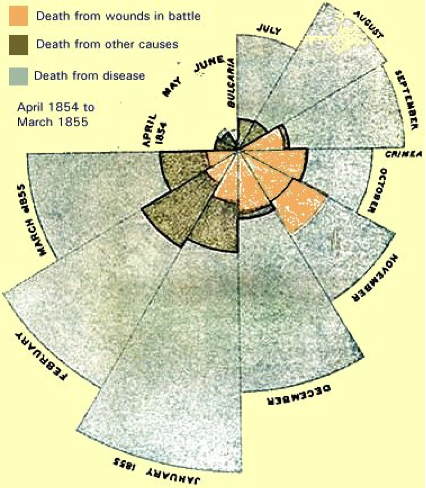 Death from wounds in battle
Death from other causes
Death from disease
April 1854 to
March 1855
APRIL
1854
MAY
JUNE
BULGARIA
JULY
AUGUST
SEPTEMBER
CRIMEA
OCTOBER
NOVEMBER
DECEMBER
JANUARY 1855
FEBRUARY
MARCH 1855